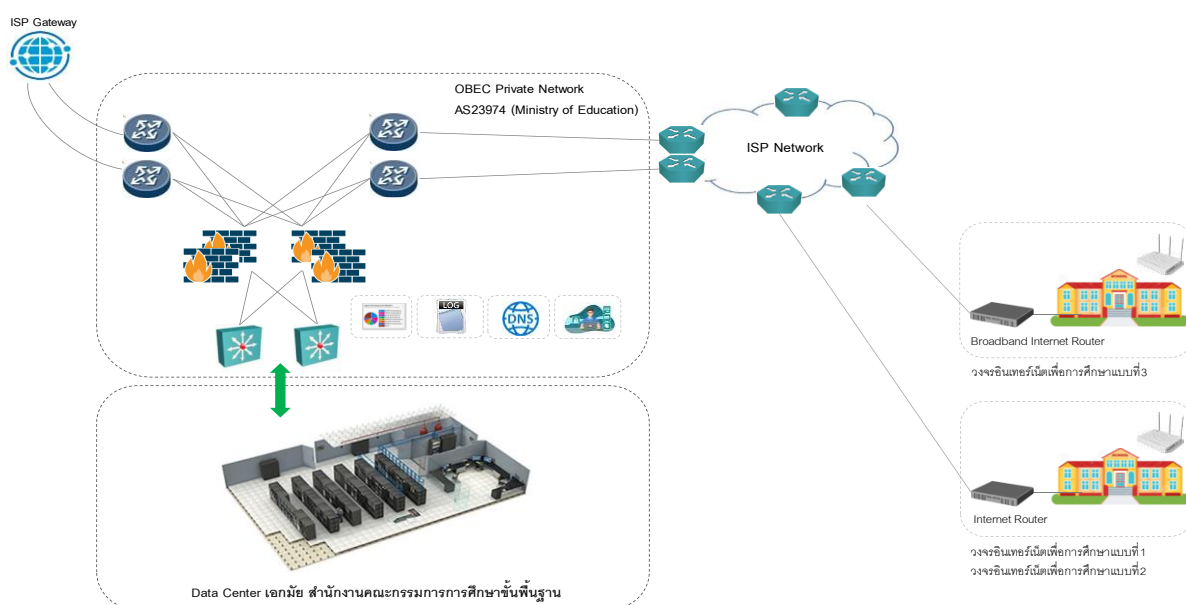 ISP Gateway
OBEC Private Network
AS23974 (Ministry of Education)
ISP Network
LOG
DNS
Broadband Internet Router
วงจรอินเทอร์เน็ตเพื่อการศึกษาแบบที่3
Internet Router
วงจรอินเทอร์เน็ตเพื่อการศึกษาแบบที่1
วงจรอินเทอร์เน็ตเพื่อการศึกษาแบบที่2
Data Center เอกมัย สำนักงานคณะกรรมการการศึกษาขั้นพื้นฐาน